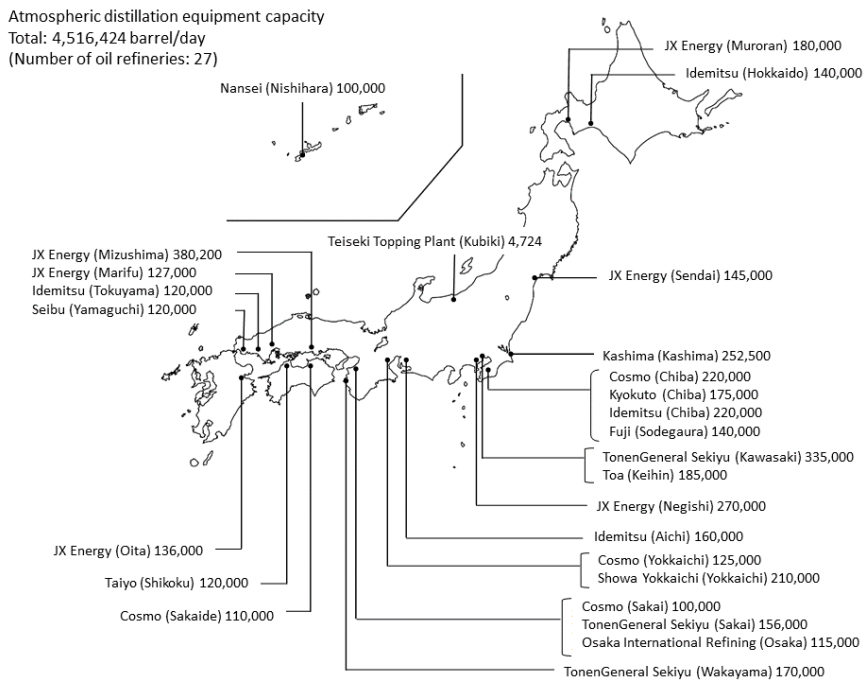 Atmospheric distillation equipment capacity
Total: 4,516,424 barrel/day
(Number of oil refineries: 27)
JX Energy (Muroran) 180,000
Idemitsu (Hokkaido) 140,000
Nansei (Nishihara) 100,000
Teiseki Topping Plant (Kubiki) 4,724
JX Energy (Mizushima) 380,200
JX Energy (Marifu) 127,000
Idemitsu (Tokuyama) 120,000
Seibu (Yamaguchi) 120,000
JX Energy (Sendai) 145,000
Kashima (Kashima) 252,500
Cosmo (Chiba) 220,000
Kyokuto (Chiba) 175,000
Idemitsu (Chiba) 220,000
Fuji (Sodegaura) 140,000
TonenGeneral Sekiyu (Kawasaki) 335,000
Toa (Keihin) 185,000
JX Energy (Negishi) 270,000
Idemitsu (Aichi) 160,000
JX Energy (Oita) 136,000
Cosmo (Yokkaichi) 125,000
Showa Yokkaichi (Yokkaichi) 210,000
Taiyo (Shikoku) 120,000
Cosmo (Sakaide) 110,000
Cosmo (Sakai) 100,000
TonenGeneral Sekiyu (Sakai) 156,000
Osaka International Refining (Osaka) 115,000
TonenGeneral Sekiyu (Wakayama) 170,000